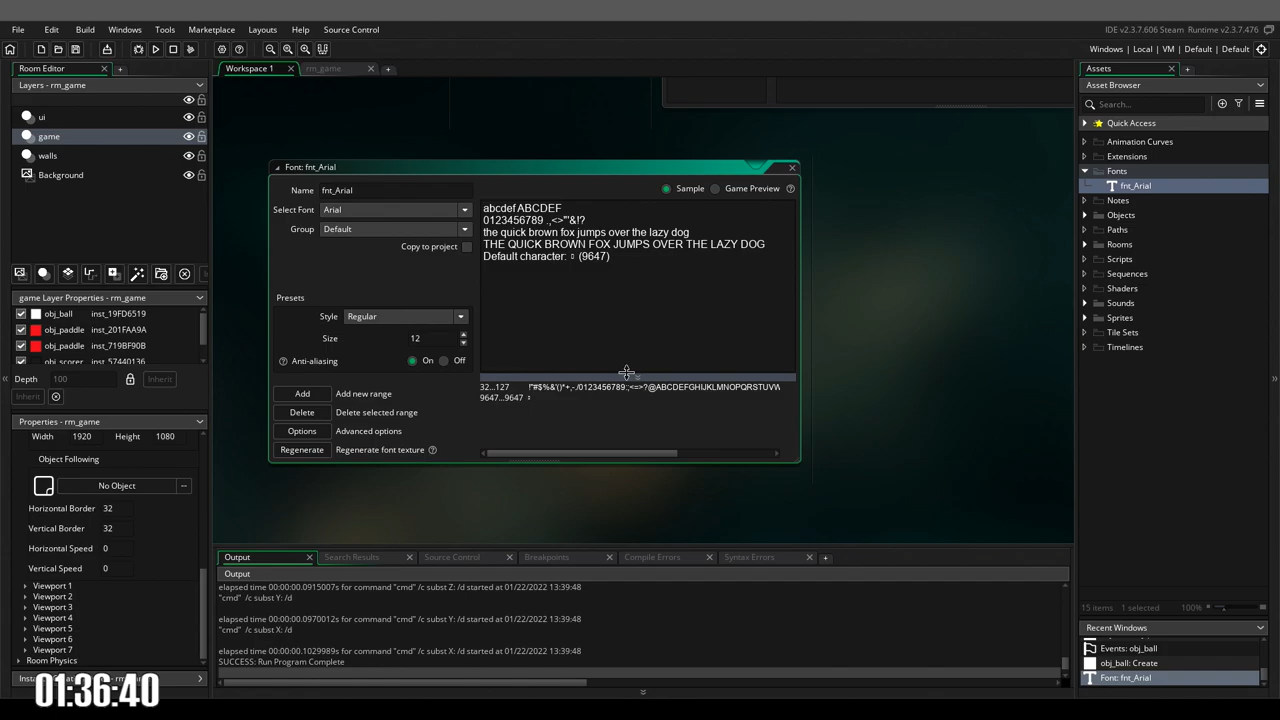 File Edit Build Windows Tools Marketplace Layouts Help Source Control
IDE v2.3.7.606 Steam
Runtime v2.3.7.476
Windows | Local | VM | Default | Default
Room Editor
Workspace 1
rm_game
Assets
Layers - rm_game
Asset Browser
Search...
ui
game
walls
Background
Quick Access
Animation Curves
Extensions
Fonts
fnt_Arial
Notes
Objects
Paths
Rooms
Scripts
Sequences
Shaders
Sounds
Sprites
Tile Sets
Timelines
Font: fnt_Arial
Name fnt_Arial
Sample Game Preview
Select Font Arial
Group Default
Copy to project
Presets
Style Regular
Size 12
Anti-aliasing On Off
Add Add new range
Delete Delete selected range
Options Advanced options
Regenerate Regenerate font texture
abcdef ABCDEF
0123456789 .,<>"'&!?
the quick brown fox jumps over the lazy dog
THE QUICK BROWN FOX JUMPS OVER THE LAZY DOG
Default character: ▯ (9647)
32...127 !"#$%&'()*+,-./0123456789:;<=>?@ABCDEFGHIJKLMNOPQRSTUVW
9647...9647 ▯
game Layer Properties - rm_game
obj_ball inst_19FD6519
obj_paddle inst_201FAA9A
obj_paddle inst_719BF90B
obj_scorer inst_57440136
Depth 100 Inherit
Inherit
Properties - rm_game
Width 1920 Height 1080
Object Following
No Object
Horizontal Border 32
Vertical Border 32
Horizontal Speed 0
Vertical Speed 0
Viewport 1
Viewport 2
Viewport 3
Viewport 4
Viewport 5
Viewport 6
Viewport 7
Room Physics
01:36:40
Output Search Results Source Control Breakpoints Compile Errors Syntax Errors
Output
elapsed time 00:00:00.0915007s for command "cmd" /c subst Z: /d started at 01/22/2022 13:39:48
"cmd" /c subst Y: /d
elapsed time 00:00:00.0970012s for command "cmd" /c subst Y: /d started at 01/22/2022 13:39:48
"cmd" /c subst X: /d
elapsed time 00:00:00.1029989s for command "cmd" /c subst X: /d started at 01/22/2022 13:39:48
SUCCESS: Run Program Complete
15 items 1 selected 100%
Recent Windows
Events: obj_ball
obj_ball: Create
Font: fnt_Arial